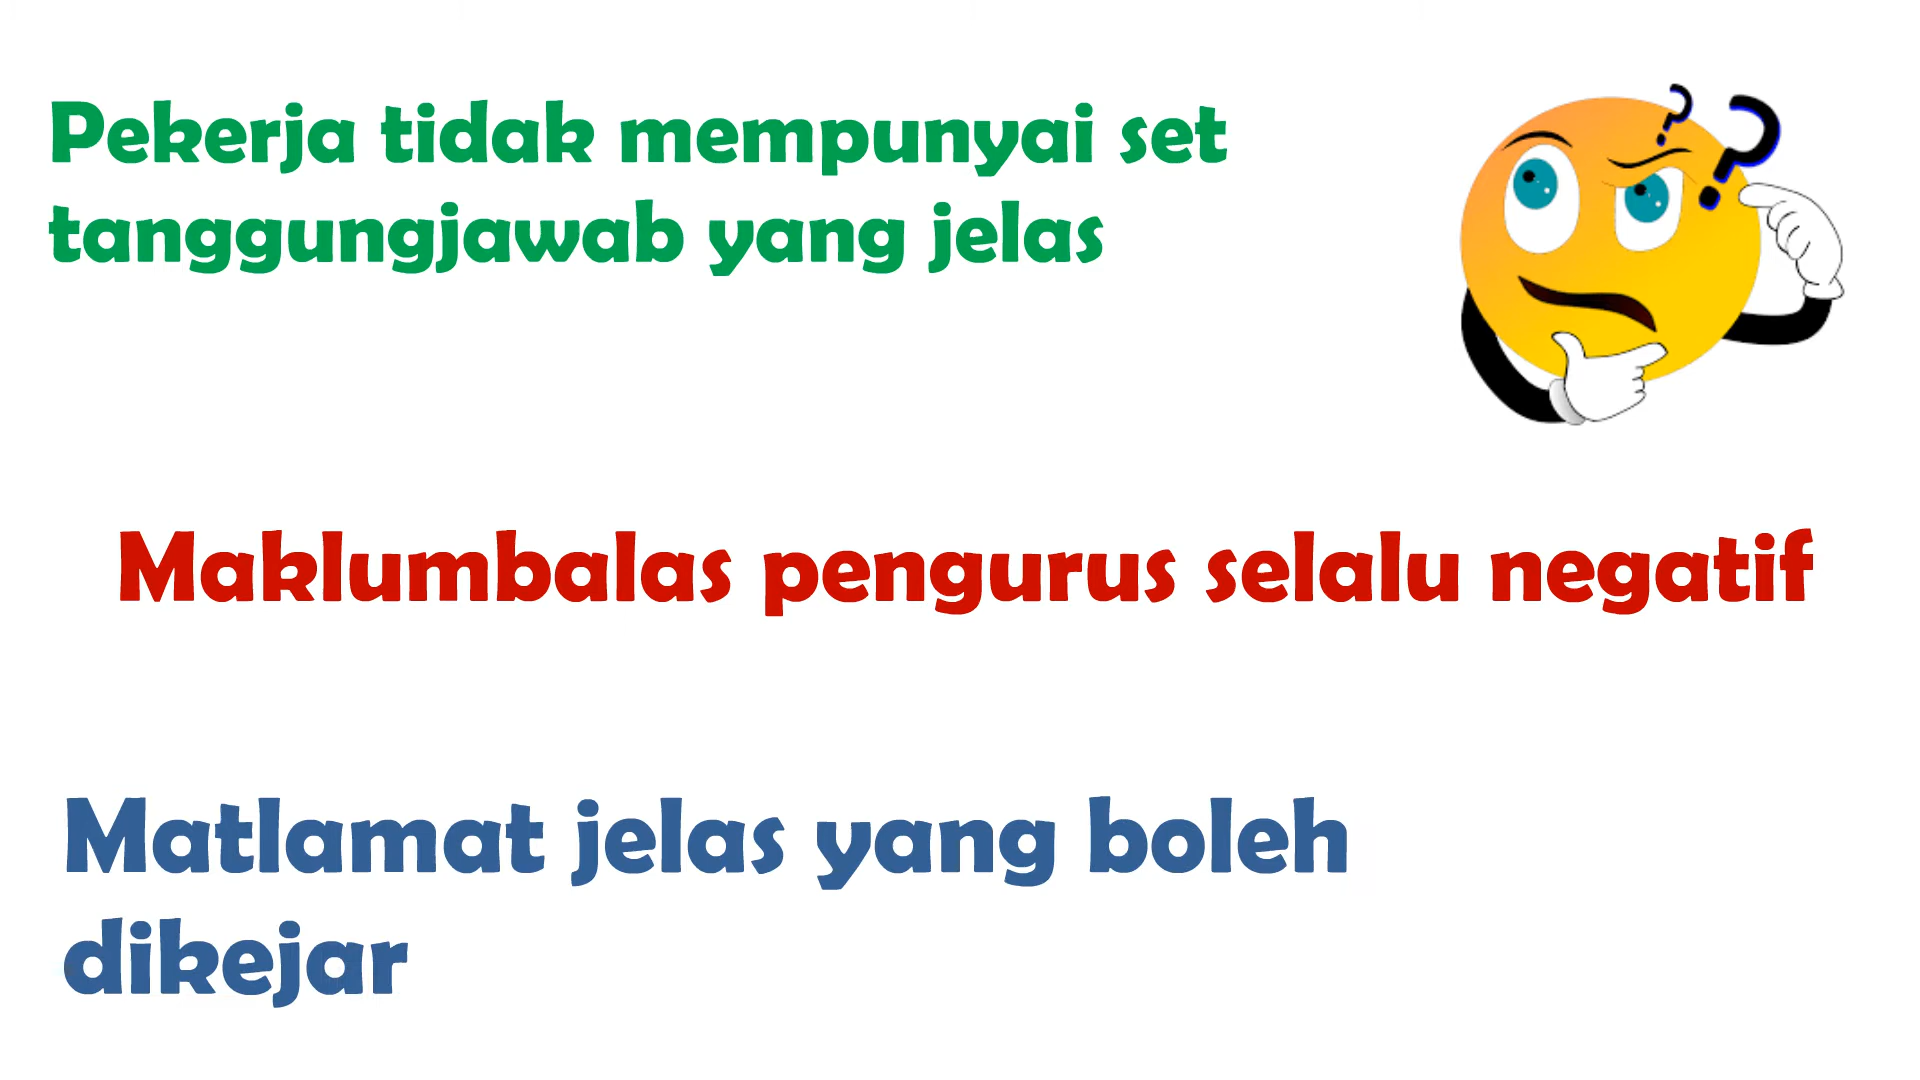 Pekerja tidak mempunyai set
tanggungjawab yang jelas
Maklumbalas pengurus selalu negatif
Matlamat jelas yang boleh
dikejar